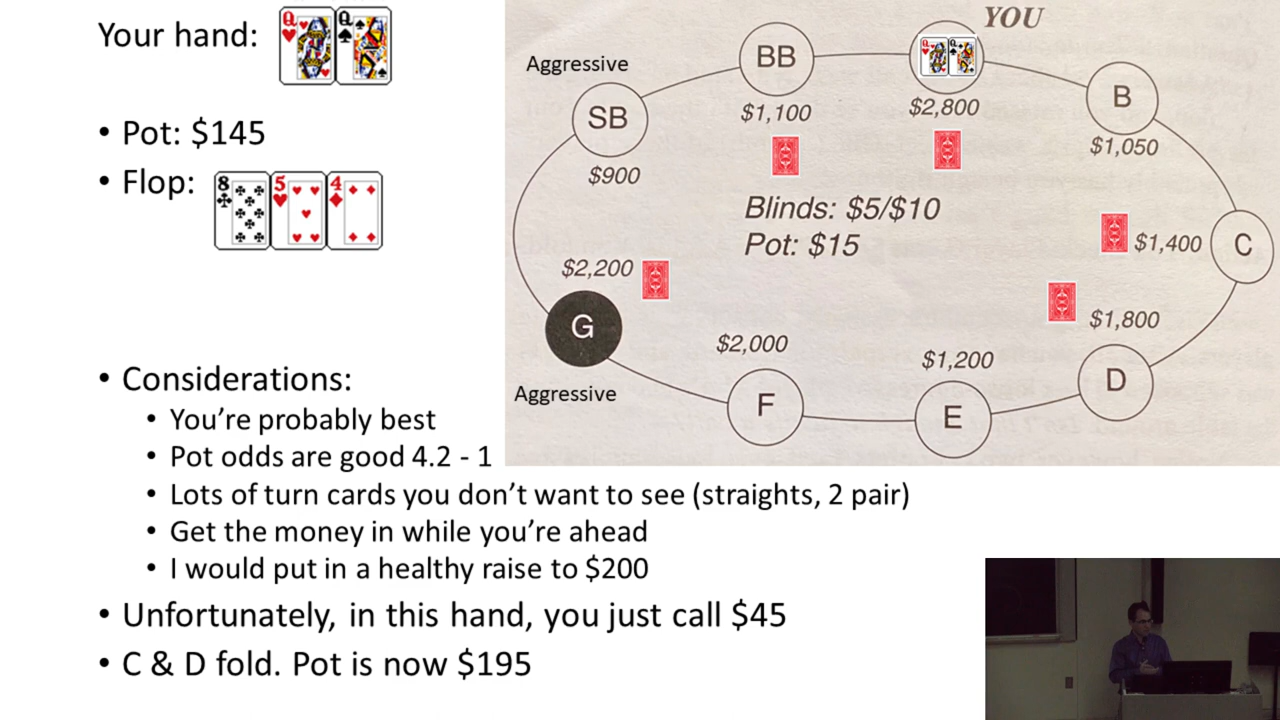 Your hand:
Q Q
• Pot: $145
• Flop:
8 5 4
• Considerations:
• You're probably best
• Pot odds are good 4.2 - 1
• Lots of turn cards you don't want to see (straights, 2 pair)
• Get the money in while you're ahead
• I would put in a healthy raise to $200
• Unfortunately, in this hand, you just call $45
• C & D fold. Pot is now $195
YOU
Aggressive
BB
$1,100
$2,800
B
$1,050
SB
$900
Blinds: $5/$10
Pot: $15
C
$1,400
$2,200
G
Aggressive
$2,000
F
$1,200
E
$1,800
D